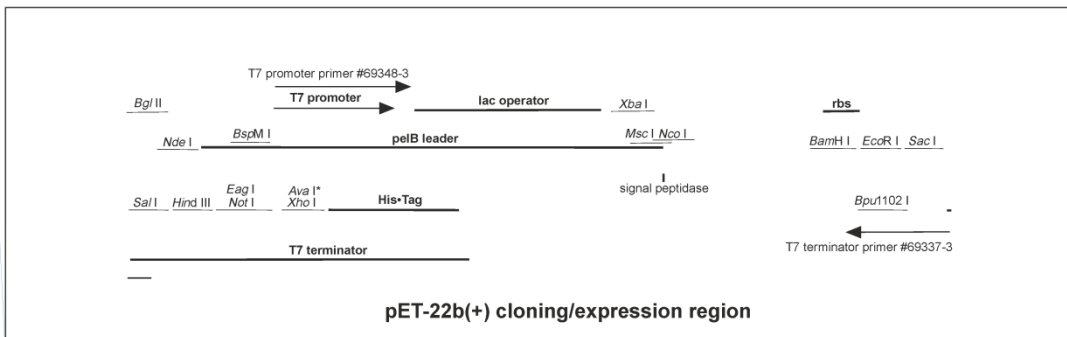 T7 promoter primer #69348-3
Bgl II T7 promoter lac operator Xba I rbs
Nde I BspM I pelB leader Msc I Nco I BamH I EcoR I Sac I
signal peptidase
Sal I Hind III Eag I Not I Ava I* Xho I His•Tag Bpu1102 I
T7 terminator T7 terminator primer #69337-3
pET-22b(+) cloning/expression region